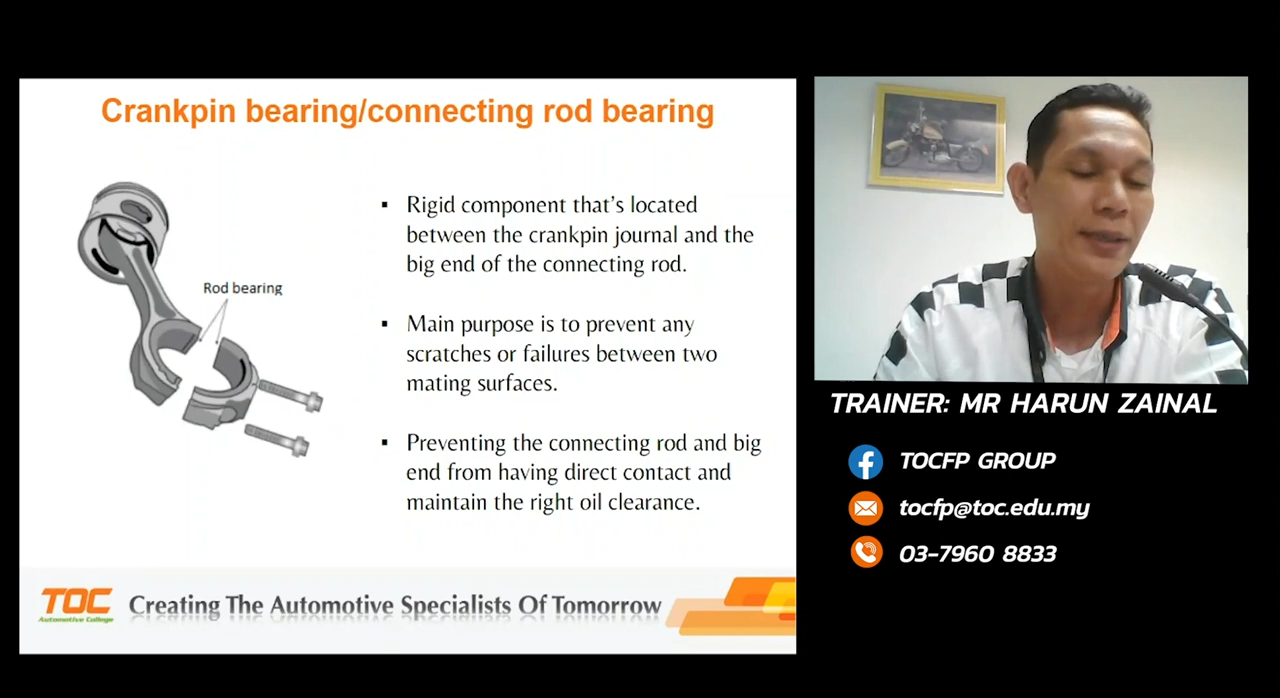 Crankpin bearing/connecting rod bearing
Rod bearing
▪ Rigid component that's located
between the crankpin journal and the
big end of the connecting rod.
▪ Main purpose is to prevent any
scratches or failures between two
mating surfaces.
▪ Preventing the connecting rod and big
end from having direct contact and
maintain the right oil clearance.
TOC
Automotive College
Creating The Automotive Specialists Of Tomorrow
TRAINER: MR HARUN ZAINAL
TOCFP GROUP
tocfp@toc.edu.my
03-7960 8833